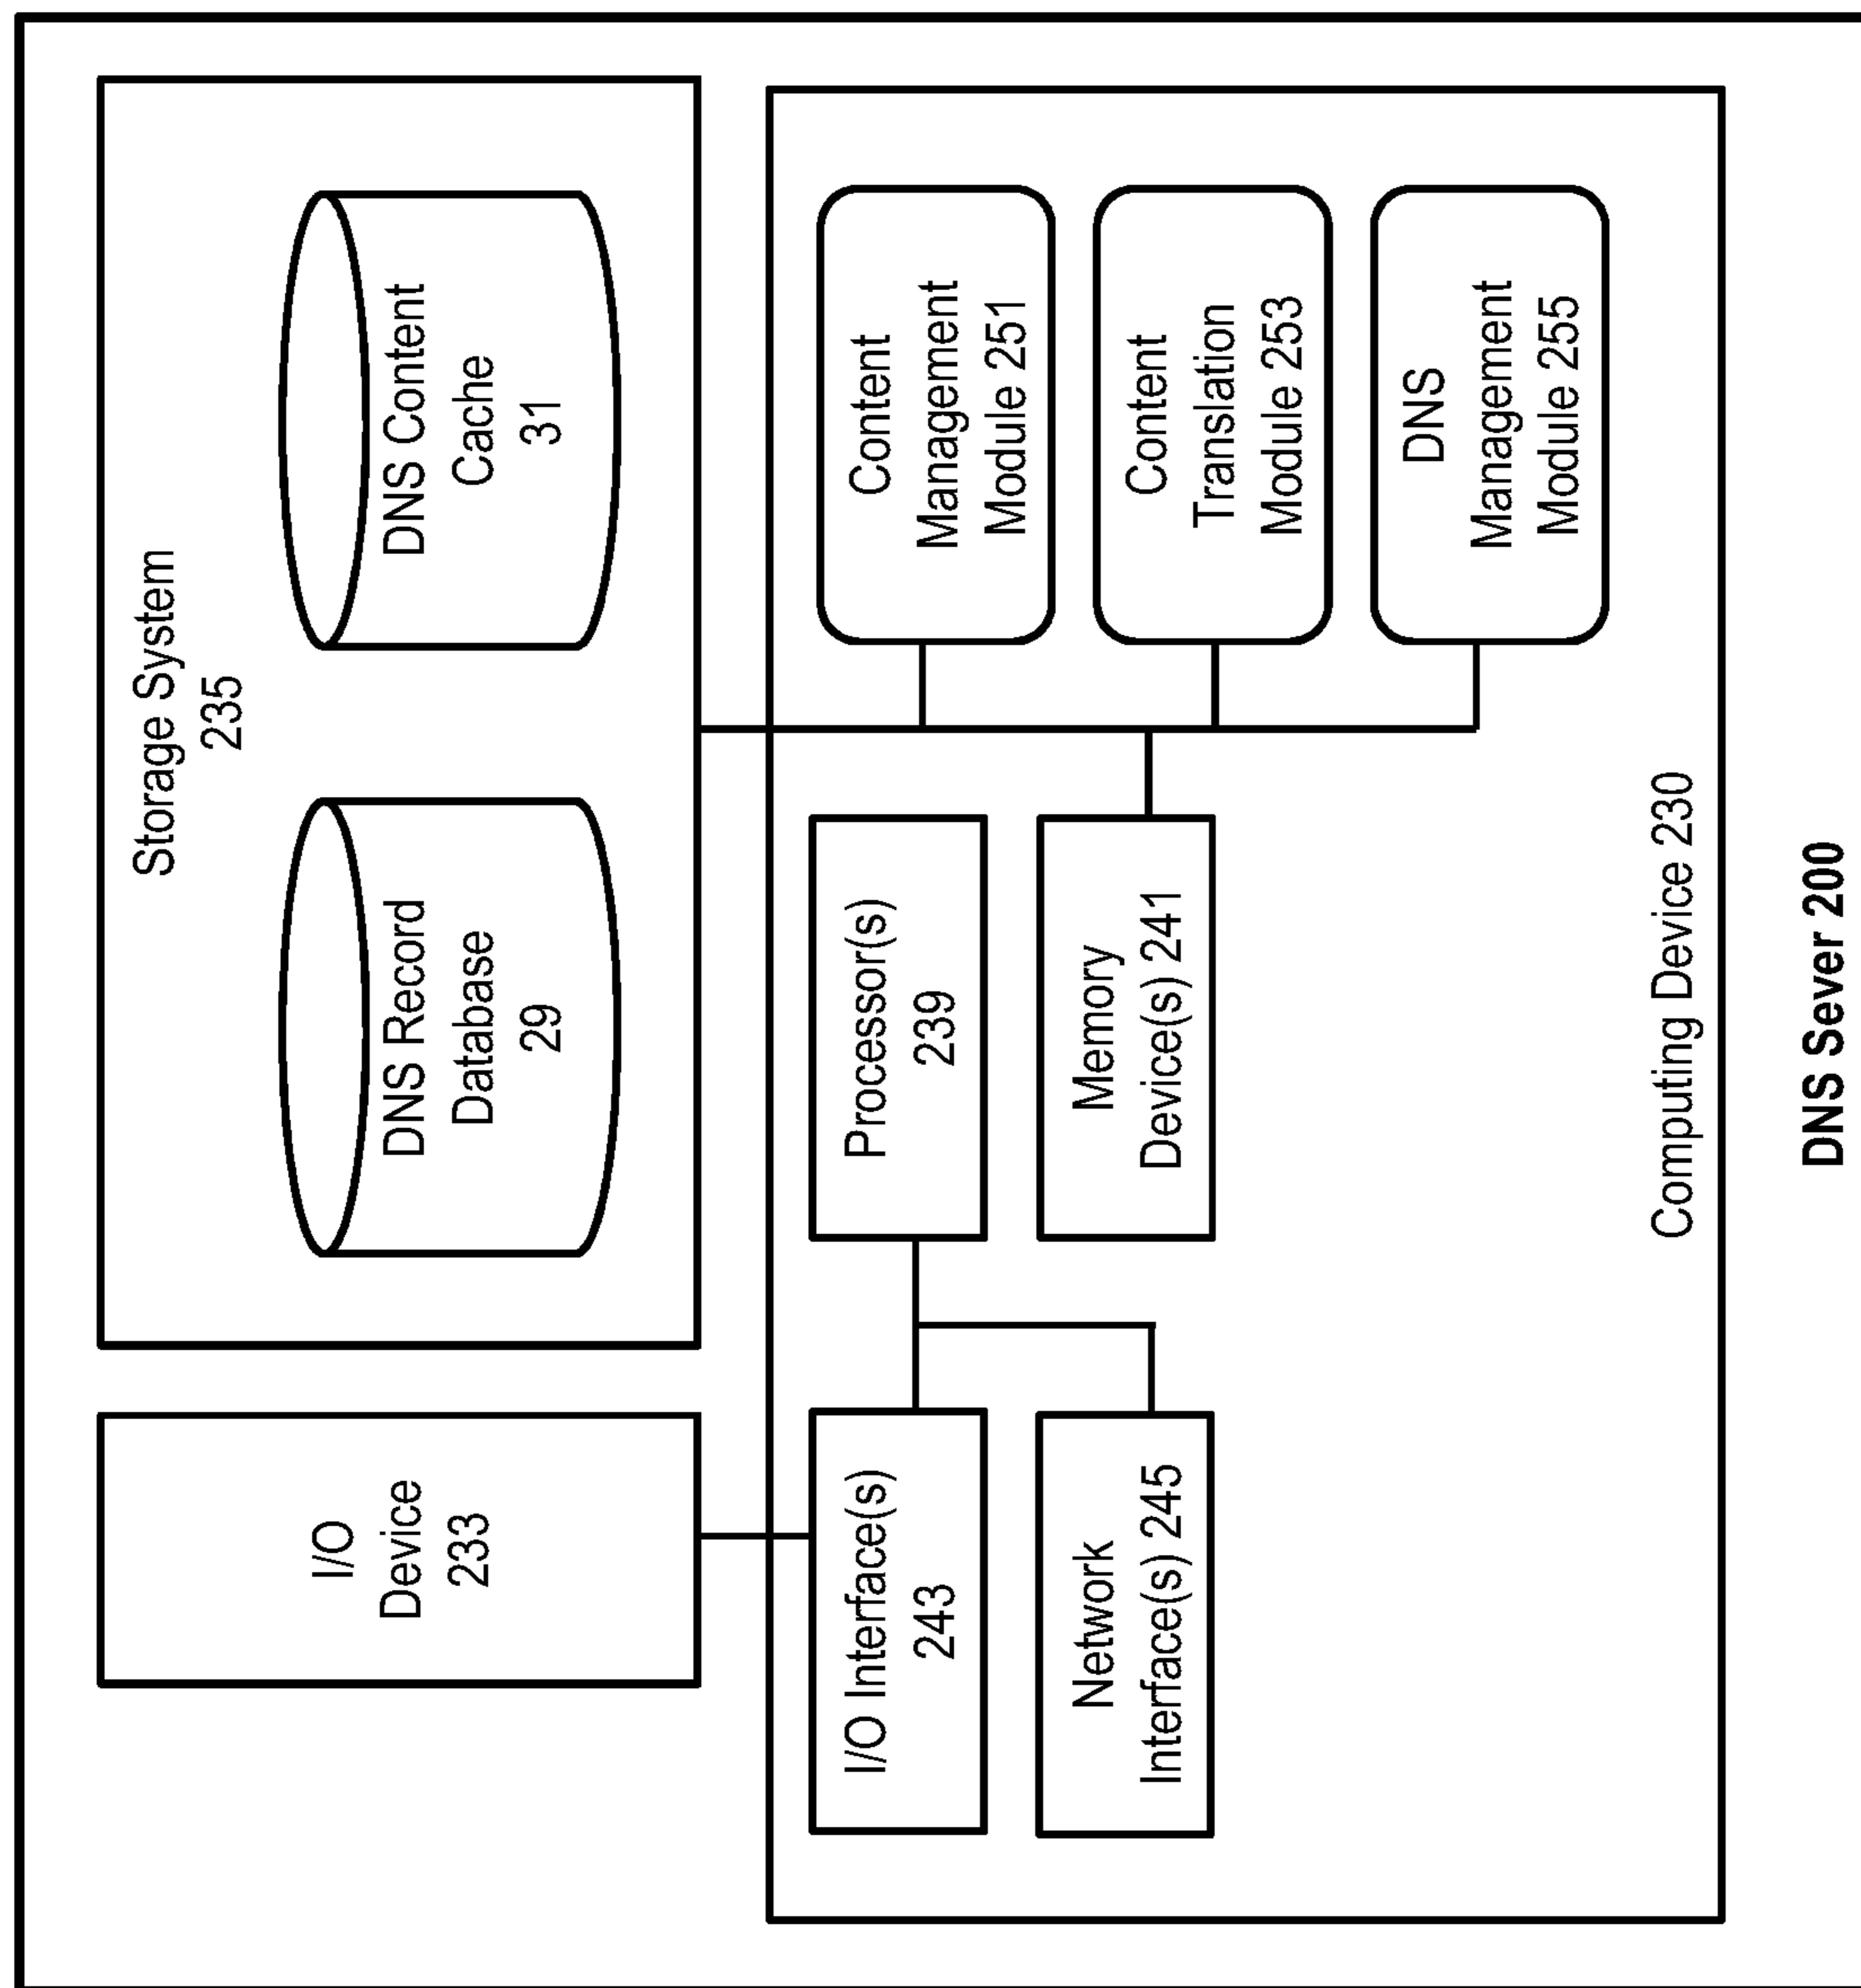 I/O
Device
233
Storage System
235
DNS Record
Database
29
DNS Content
Cache
31
I/O Interface(s)
243
Network
Interface(s) 245
Processor(s)
239
Memory
Device(s) 241
Content
Management
Module 251
Content
Translation
Module 253
DNS
Management
Module 255
Computing Device 230
DNS Sever 200